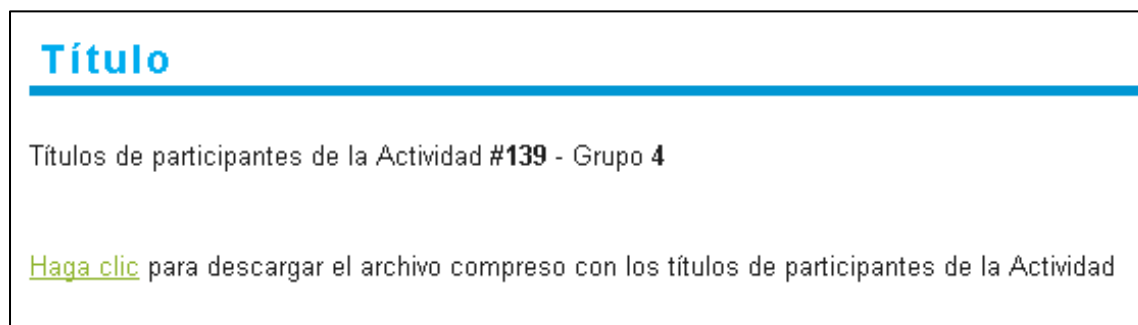 Título
Títulos de participantes de la Actividad #139 - Grupo 4
Haga clic para descargar el archivo compreso con los títulos de participantes de la Actividad